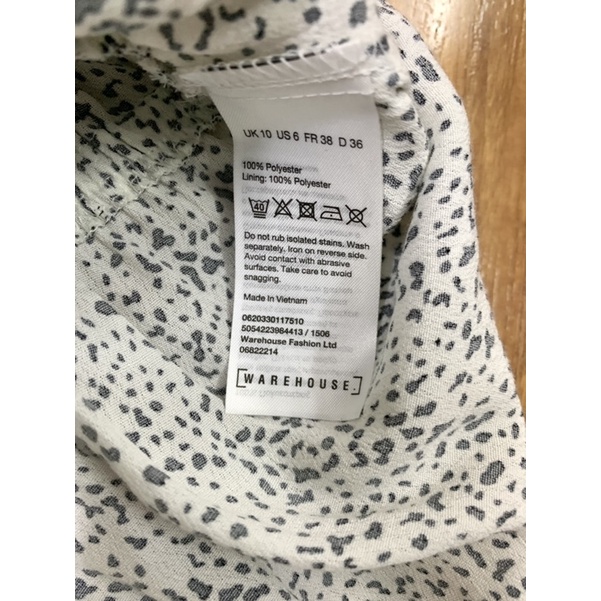 UK 10 US 6 FR 38 D 36
100% Polyester
Lining: 100% Polyester
40
Do not rub isolated stains. Wash
separately. Iron on reverse side.
Avoid contact with abrasive
surfaces. Take care to avoid
snagging.
Made In Vietnam
0620330117510
5054223984413 / 1506
Warehouse Fashion Ltd
06822214
[WAREHOUSE]